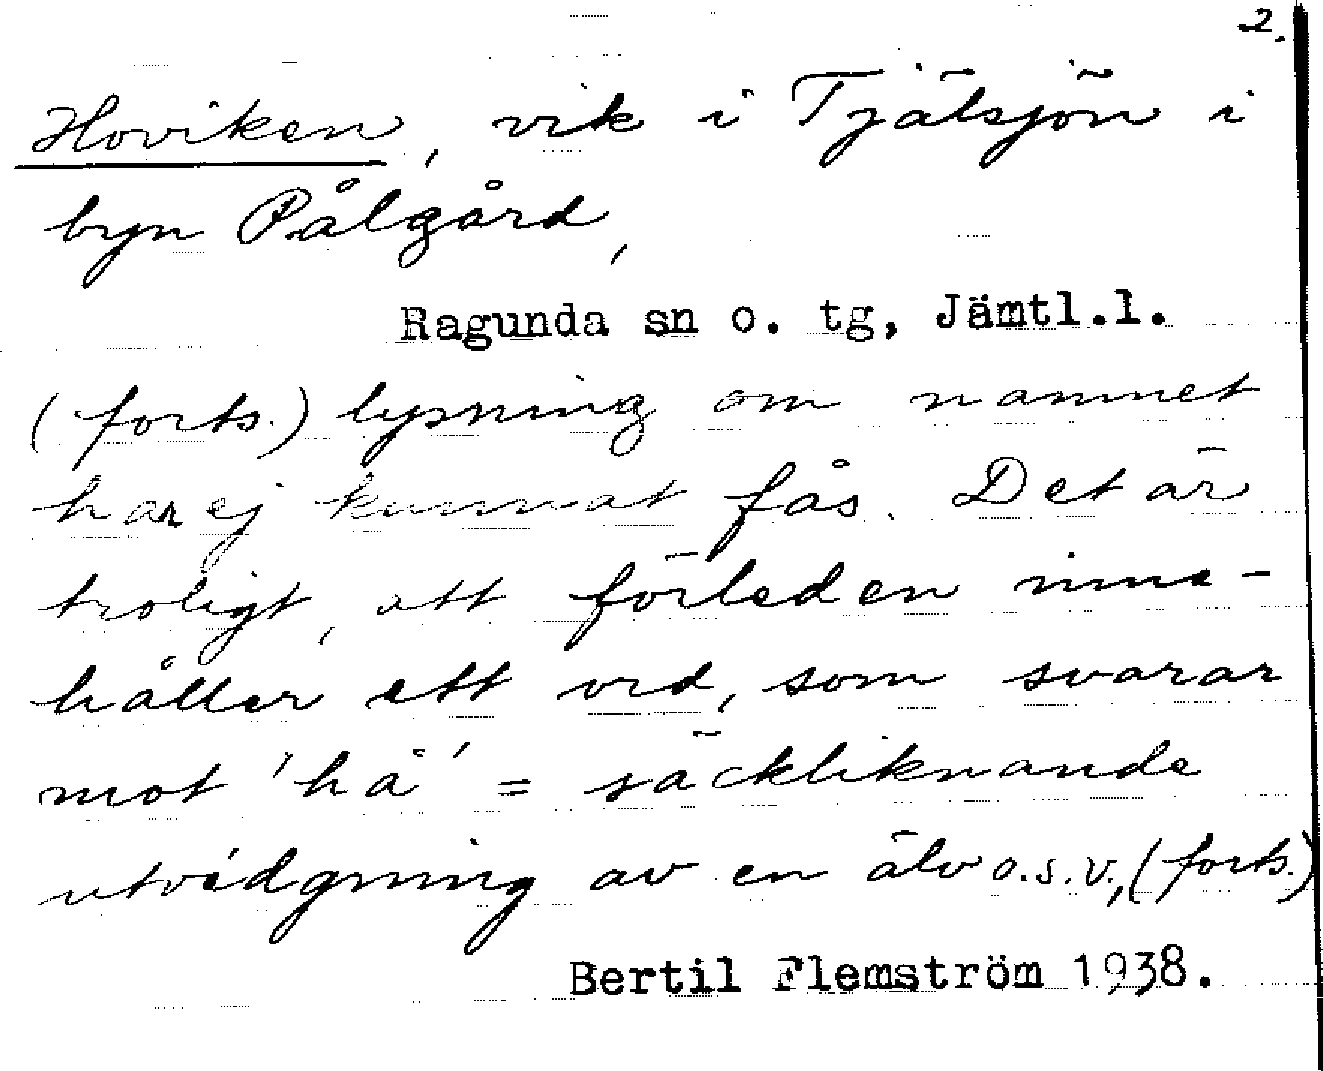 2.
Hoviken, vik i Tjälsjön i
byn Pålgård,
Ragunda sn o. tg, Jämtl.l.
(forts.) lysning om namnet
har ej kunnat fås. Det är
troligt, att förleden inne-
håller ett ord, som svarar
mot 'hå' = säckliknande
utvidgning av en älv o.s.v., (forts.)
Bertil Flemström 1938.